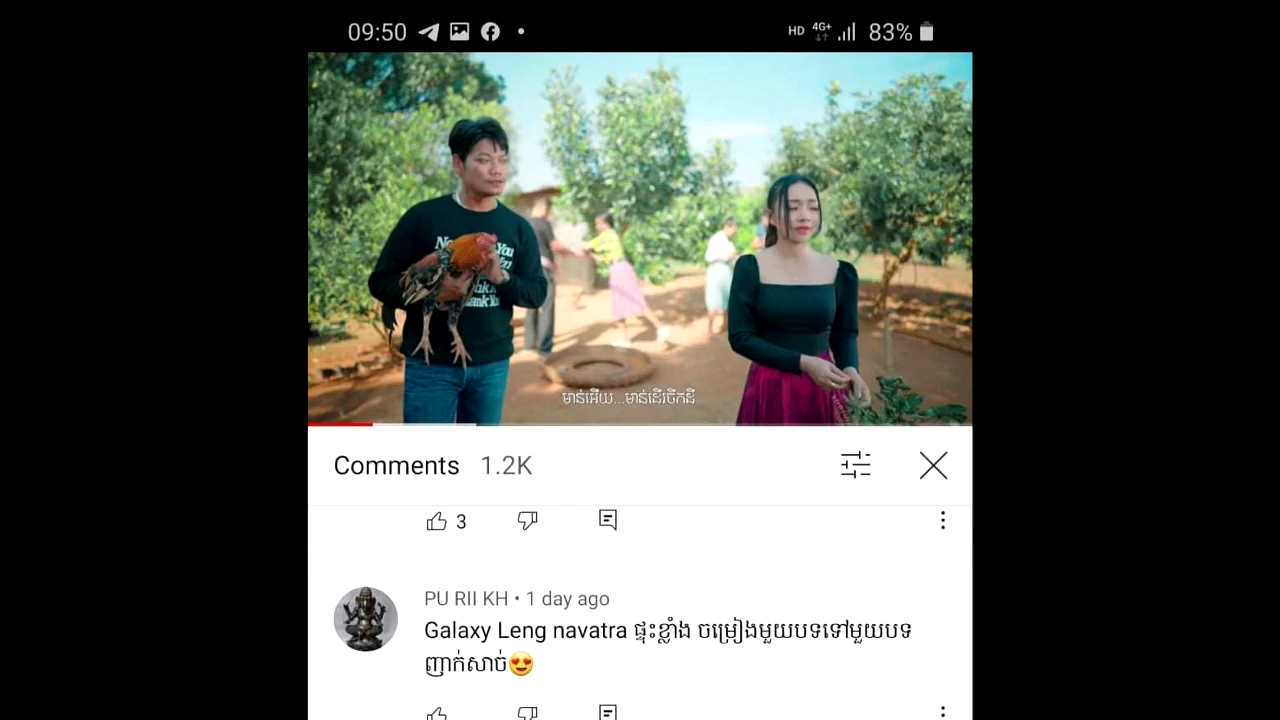 09:50
HD 4G+ 83%
You
មាន់អើយ...មាន់ដើរចឹកដី
Comments 1.2K
3
PU RII KH • 1 day ago
Galaxy Leng navatra ផ្ទុះខ្លាំង ចម្រៀងមួយបទទៅមួយបទ
ញាក់សាច់😍